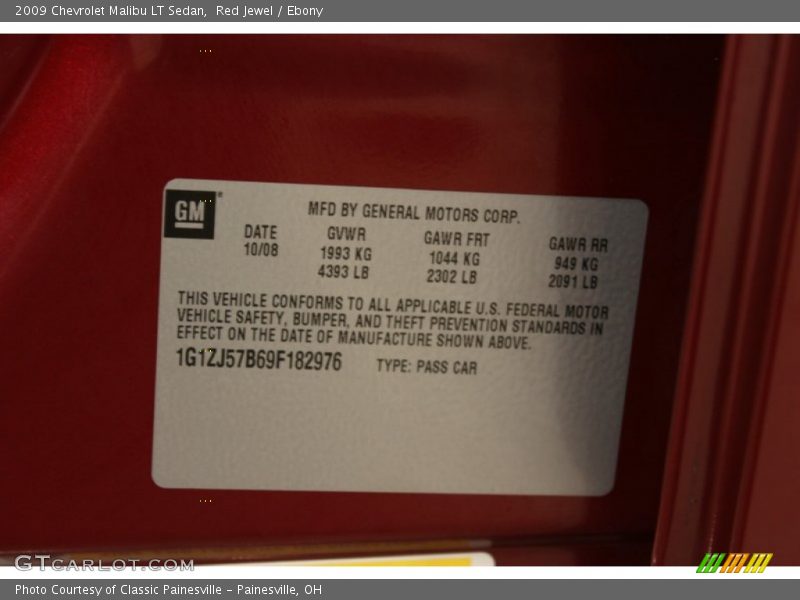 2009 Chevrolet Malibu LT Sedan, Red Jewel / Ebony
GM
MFD BY GENERAL MOTORS CORP.
DATE GVWR GAWR FRT GAWR RR
10/08 1993 KG 1044 KG 949 KG
4393 LB 2302 LB 2091 LB
THIS VEHICLE CONFORMS TO ALL APPLICABLE U.S. FEDERAL MOTOR
VEHICLE SAFETY, BUMPER, AND THEFT PREVENTION STANDARDS IN
EFFECT ON THE DATE OF MANUFACTURE SHOWN ABOVE.
1G1ZJ57B69F182976 TYPE: PASS CAR
GTCARLOT.COM
Photo Courtesy of Classic Painesville - Painesville, OH